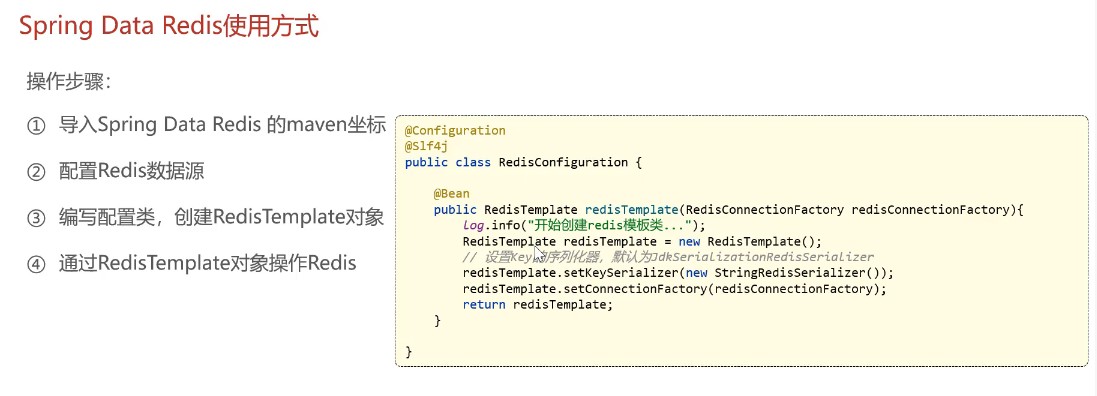 Spring Data Redis使用方式
操作步骤：
① 导入Spring Data Redis 的maven坐标
② 配置Redis数据源
③ 编写配置类，创建RedisTemplate对象
④ 通过RedisTemplate对象操作Redis
@Configuration
@Slf4j
public class RedisConfiguration {
@Bean
public RedisTemplate redisTemplate(RedisConnectionFactory redisConnectionFactory){
log.info("开始创建redis模板类...");
RedisTemplate redisTemplate = new RedisTemplate();
// 设置key的序列化器，默认为JdkSerializationRedisSerializer
redisTemplate.setKeySerializer(new StringRedisSerializer());
redisTemplate.setConnectionFactory(redisConnectionFactory);
return redisTemplate;
}
}